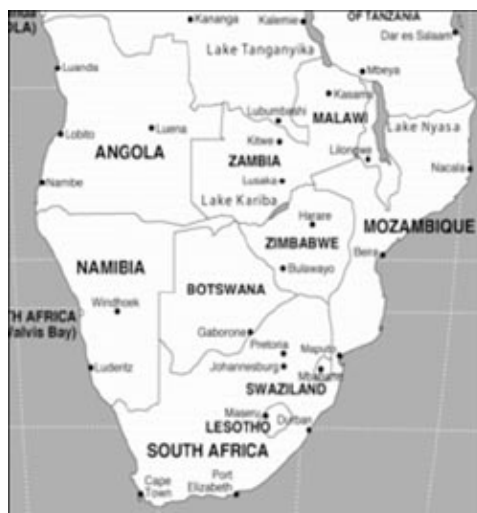 Kananga
Kalemie
OF TANZANIA
Dar es Salaam
OLA)
Lake Tanganyika
Luanda
Mbeya
Kasama
Lubumbashi
MALAWI
Lobito
Luena
Lake Nyasa
ANGOLA
Kitwe
ZAMBIA
Lilongwe
Nacala
Namibe
Lusaka
Lake Kariba
Harare
MOZAMBIQUE
ZIMBABWE
Beira
NAMIBIA
Bulawayo
BOTSWANA
Windhoek
TH AFRICA
Valvis Bay)
Gaborone
Pretoria
Maputo
Johannesburg
Mbabane
Luderitz
SWAZILAND
Maseru
LESOTHO
Durban
SOUTH AFRICA
Cape
Town
Port
Elizabeth